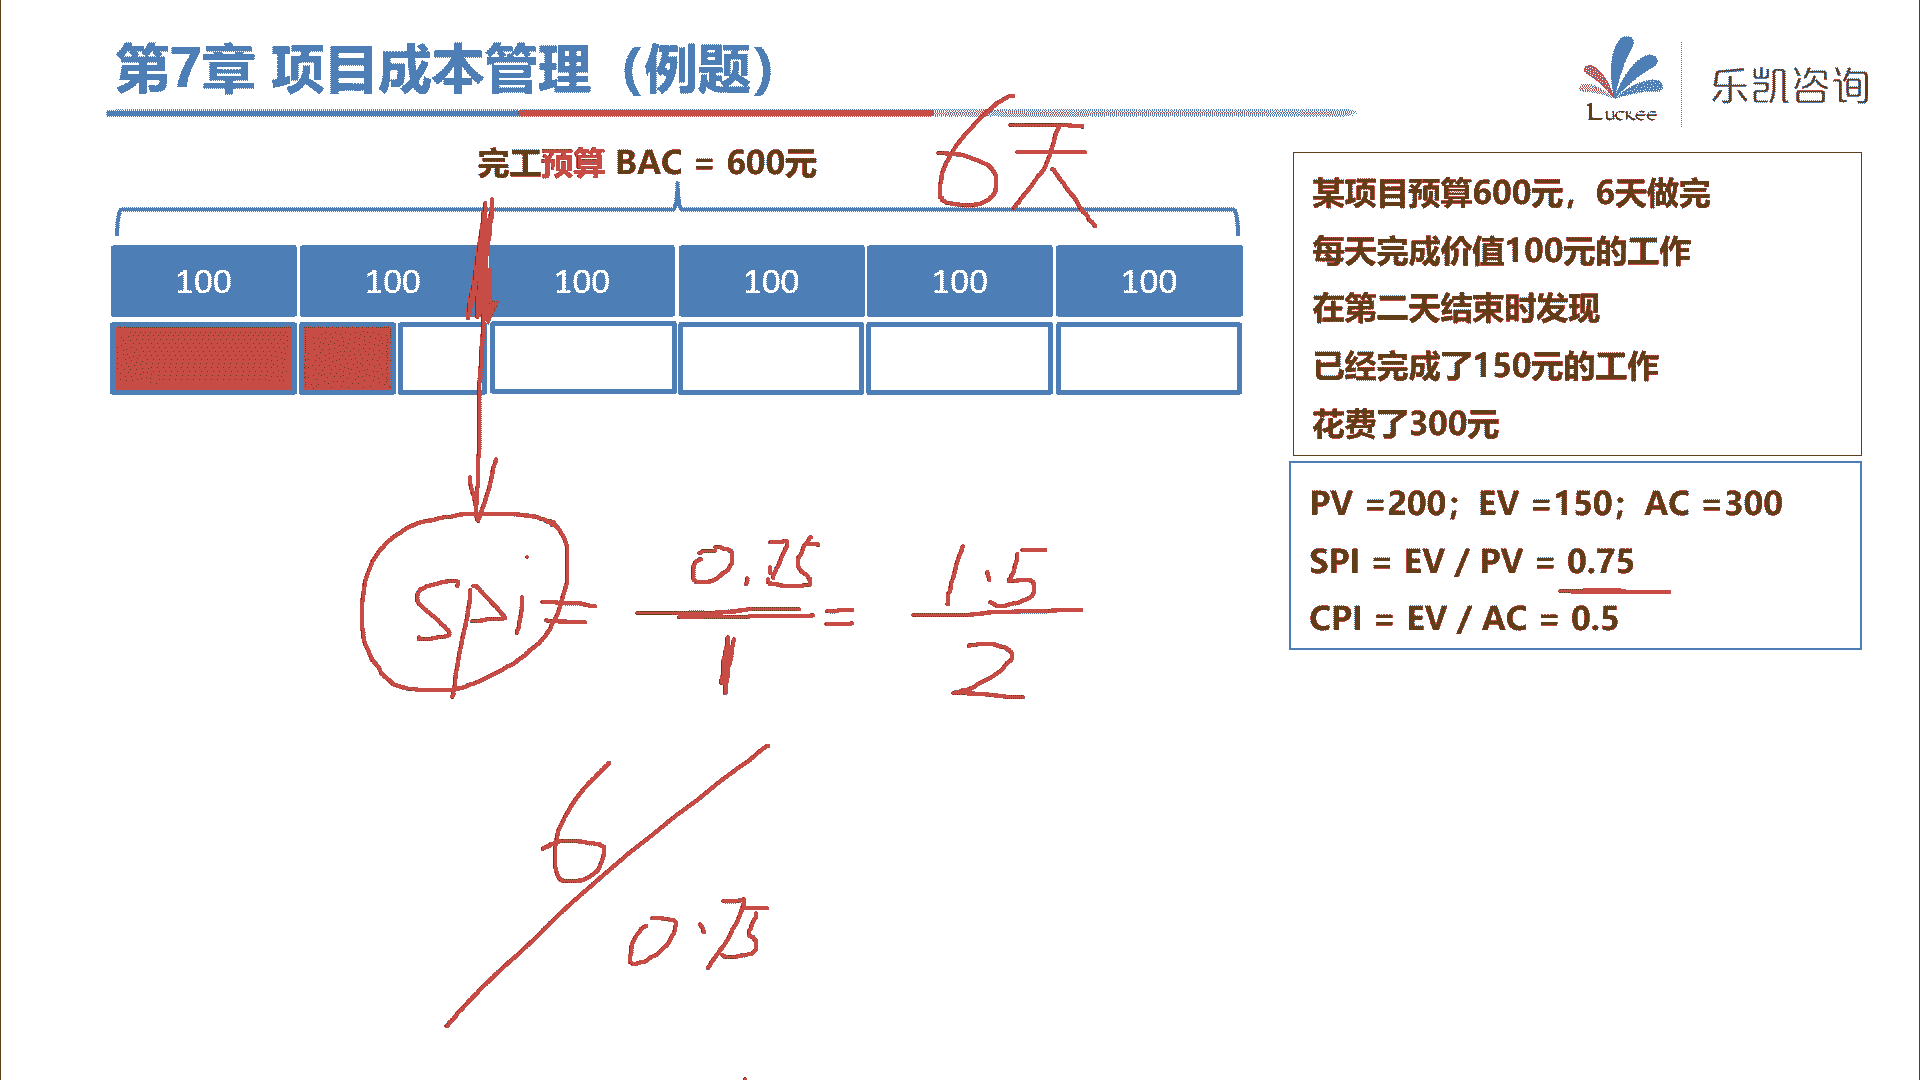 第7章 项目成本管理（例题）
Luckee 乐凯咨询
完工预算 BAC = 600元
6天
100 100 100 100 100 100
某项目预算600元，6天做完
每天完成价值100元的工作
在第二天结束时发现
已经完成了150元的工作
花费了300元
PV =200；EV =150；AC =300
SPI = EV / PV = 0.75
CPI = EV / AC = 0.5
SPI = 0.75/1 = 1.5/2
6/0.75